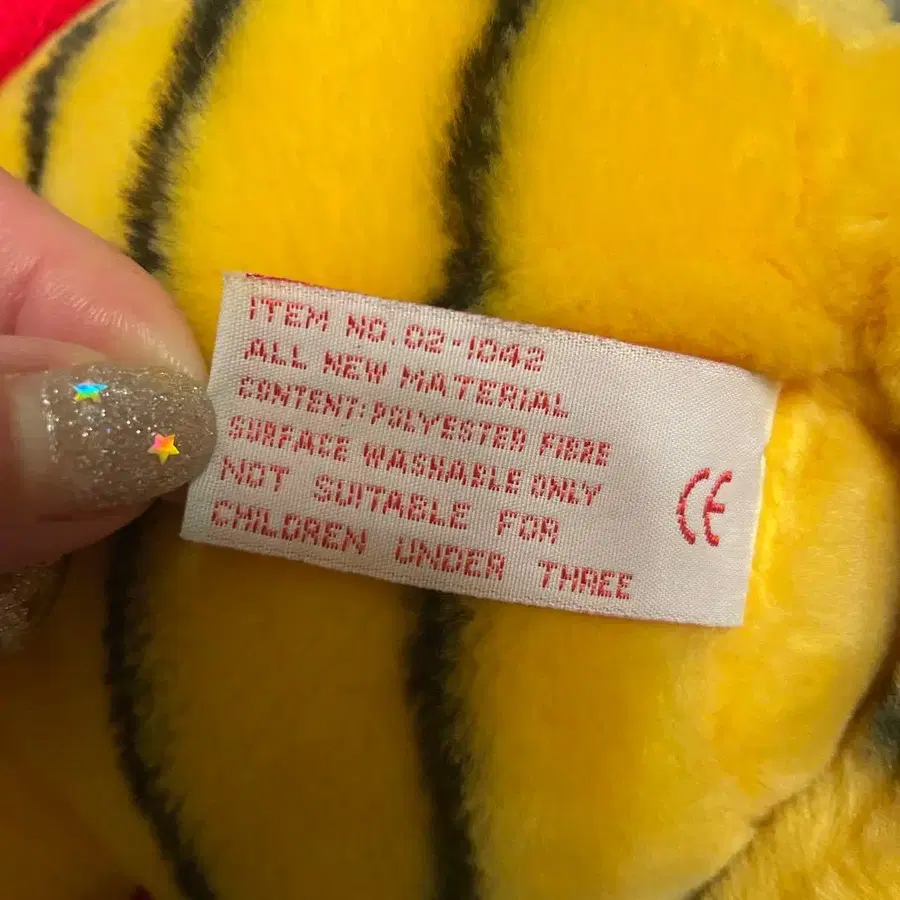 ITEM NO. 02-1042
ALL NEW MATERIAL
CONTENT:POLYESTED FIBRE
SURFACE WASHABLE ONLY
NOT SUITABLE FOR
CHILDREN UNDER THREE
CE